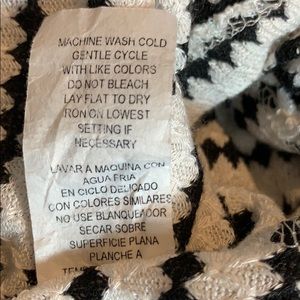 MACHINE WASH COLD
GENTLE CYCLE
WITH LIKE COLORS
DO NOT BLEACH
LAY FLAT TO DRY
IRON ON LOWEST
SETTING IF
NECESSARY
LAVAR A MAQUINA CON
AGUA FRIA
EN CICLO DELICADO
CON COLORES SIMILARES
NO USE BLANQUEADOR
SECAR SOBRE
SUPERFICIE PLANA
PLANCHE A